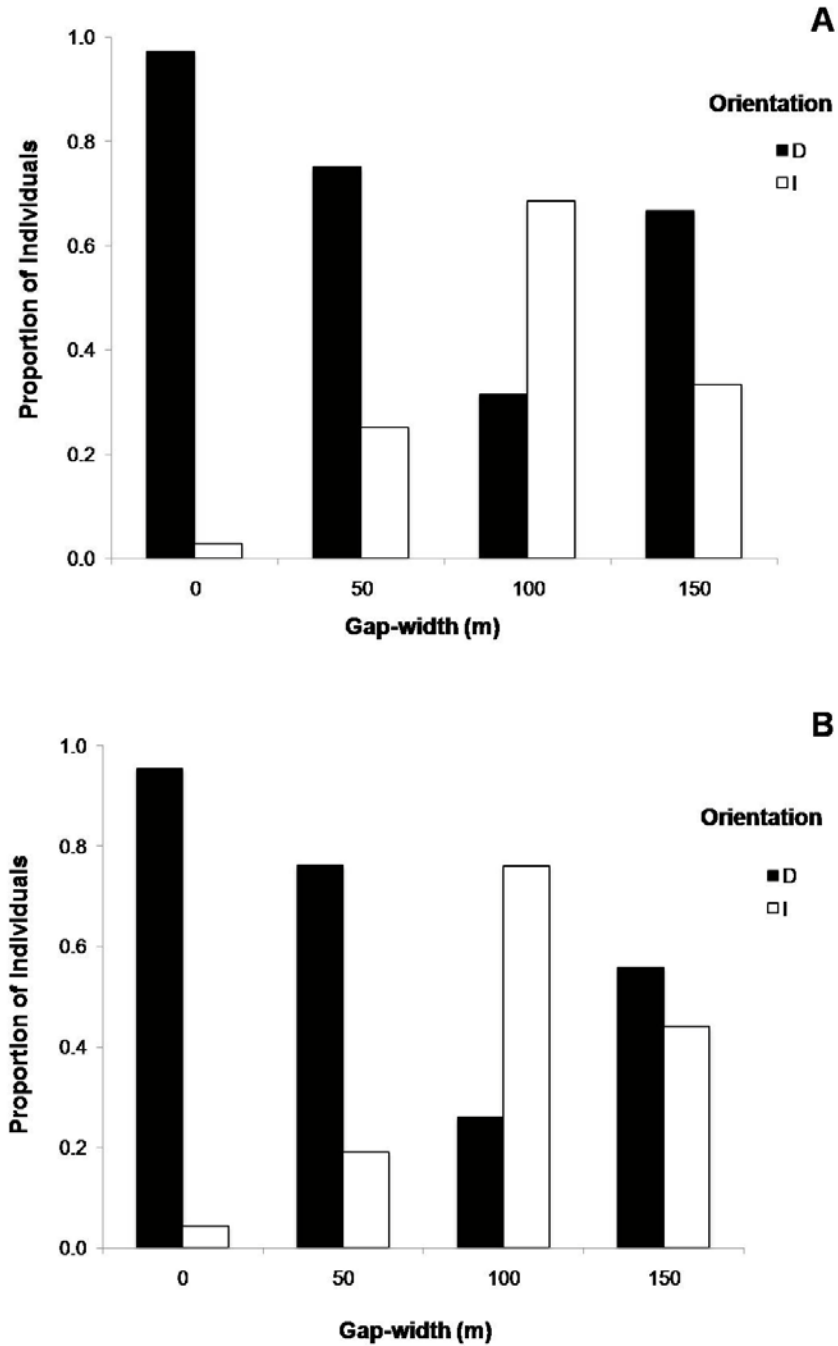 A
1.0
0.8
0.6
0.4
0.2
0.0
Proportion of Individuals
Orientation
D
I
0 50 100 150
Gap-width (m)
B
1.0
0.8
0.6
0.4
0.2
0.0
Proportion of Individuals
Orientation
D
I
0 50 100 150
Gap-width (m)